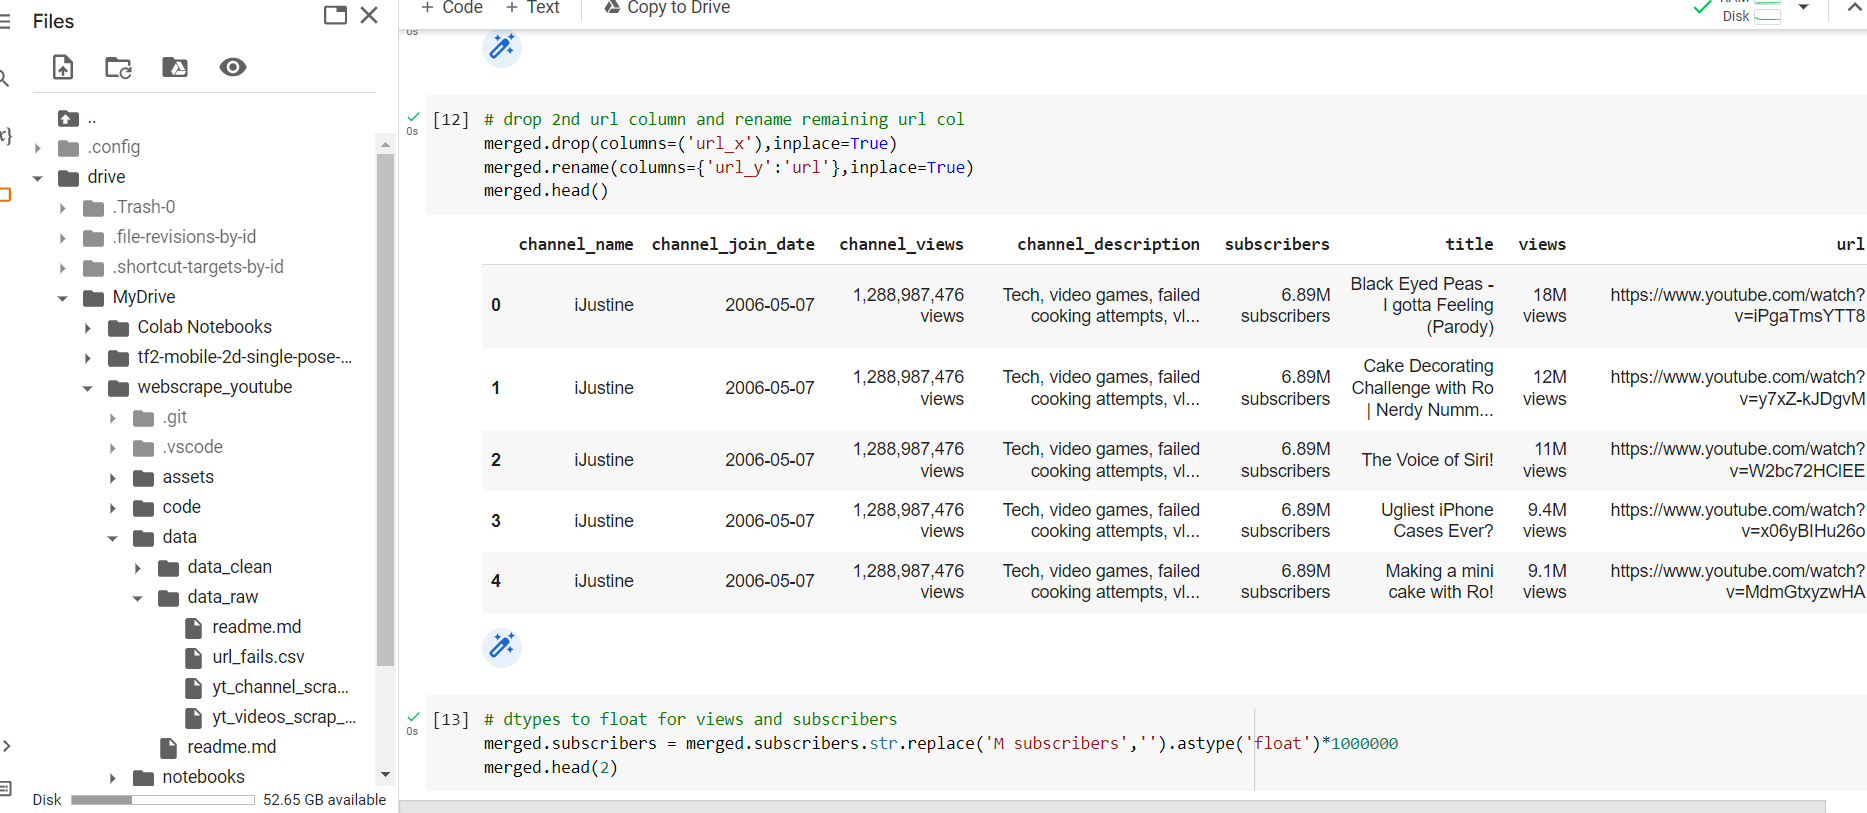 Files
+ Code + Text Copy to Drive
RAM
Disk
0s
..
.config
drive
.Trash-0
.file-revisions-by-id
.shortcut-targets-by-id
MyDrive
Colab Notebooks
tf2-mobile-2d-single-pose-...
webscrape_youtube
.git
.vscode
assets
code
data
data_clean
data_raw
readme.md
url_fails.csv
yt_channel_scra...
yt_videos_scrap_...
readme.md
notebooks
Disk 52.65 GB available
0s
[12] # drop 2nd url column and rename remaining url col
merged.drop(columns=('url_x'),inplace=True)
merged.rename(columns={'url_y':'url'},inplace=True)
merged.head()
channel_name channel_join_date channel_views channel_description subscribers title views url
0 iJustine 2006-05-07 1,288,987,476 views Tech, video games, failed cooking attempts, vl... 6.89M subscribers Black Eyed Peas - I gotta Feeling (Parody) 18M views https://www.youtube.com/watch?v=iPgaTmsYTT8
1 iJustine 2006-05-07 1,288,987,476 views Tech, video games, failed cooking attempts, vl... 6.89M subscribers Cake Decorating Challenge with Ro | Nerdy Numm... 12M views https://www.youtube.com/watch?v=y7xZ-kJDgvM
2 iJustine 2006-05-07 1,288,987,476 views Tech, video games, failed cooking attempts, vl... 6.89M subscribers The Voice of Siri! 11M views https://www.youtube.com/watch?v=W2bc72HClEE
3 iJustine 2006-05-07 1,288,987,476 views Tech, video games, failed cooking attempts, vl... 6.89M subscribers Ugliest iPhone Cases Ever? 9.4M views https://www.youtube.com/watch?v=x06yBIHu26o
4 iJustine 2006-05-07 1,288,987,476 views Tech, video games, failed cooking attempts, vl... 6.89M subscribers Making a mini cake with Ro! 9.1M views https://www.youtube.com/watch?v=MdmGtxyzwHA
0s
[13] # dtypes to float for views and subscribers
merged.subscribers = merged.subscribers.str.replace('M subscribers','').astype('float')*1000000
merged.head(2)